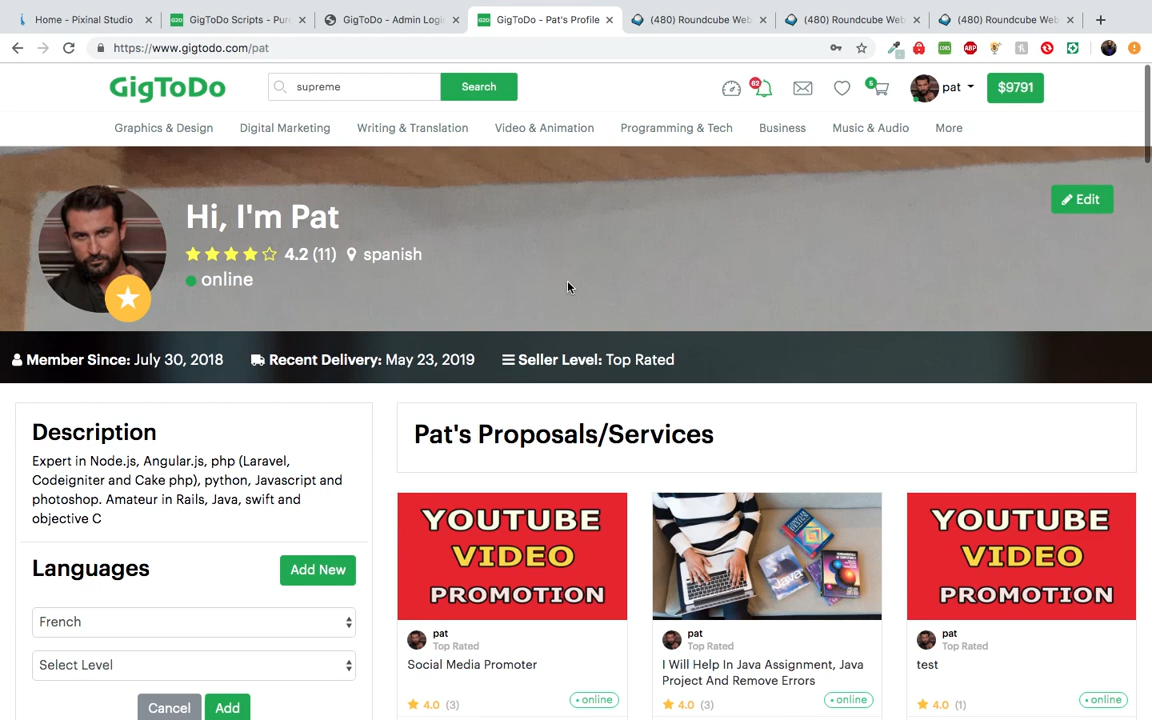 Home - Pixinal Studio
GigToDo Scripts - Pure
GigToDo - Admin Login
GigToDo - Pat's Profile
(480) Roundcube Web
(480) Roundcube Web
(480) Roundcube Web
https://www.gigtodo.com/pat
GigToDo
supreme
Search
62
5
pat
$9791
Graphics & Design
Digital Marketing
Writing & Translation
Video & Animation
Programming & Tech
Business
Music & Audio
More
Hi, I'm Pat
Edit
4.2 (11) spanish
online
Member Since: July 30, 2018
Recent Delivery: May 23, 2019
Seller Level: Top Rated
Description
Expert in Node.js, Angular.js, php (Laravel,
Codeigniter and Cake php), python, Javascript and
photoshop. Amateur in Rails, Java, swift and
objective C
Languages
Add New
French
Select Level
Cancel
Add
Pat's Proposals/Services
YOUTUBE
VIDEO
PROMOTION
pat
Top Rated
Social Media Promoter
4.0 (3)
• online
pat
Top Rated
I Will Help In Java Assignment, Java
Project And Remove Errors
4.0 (3)
• online
YOUTUBE
VIDEO
PROMOTION
pat
Top Rated
test
4.0 (1)
• online